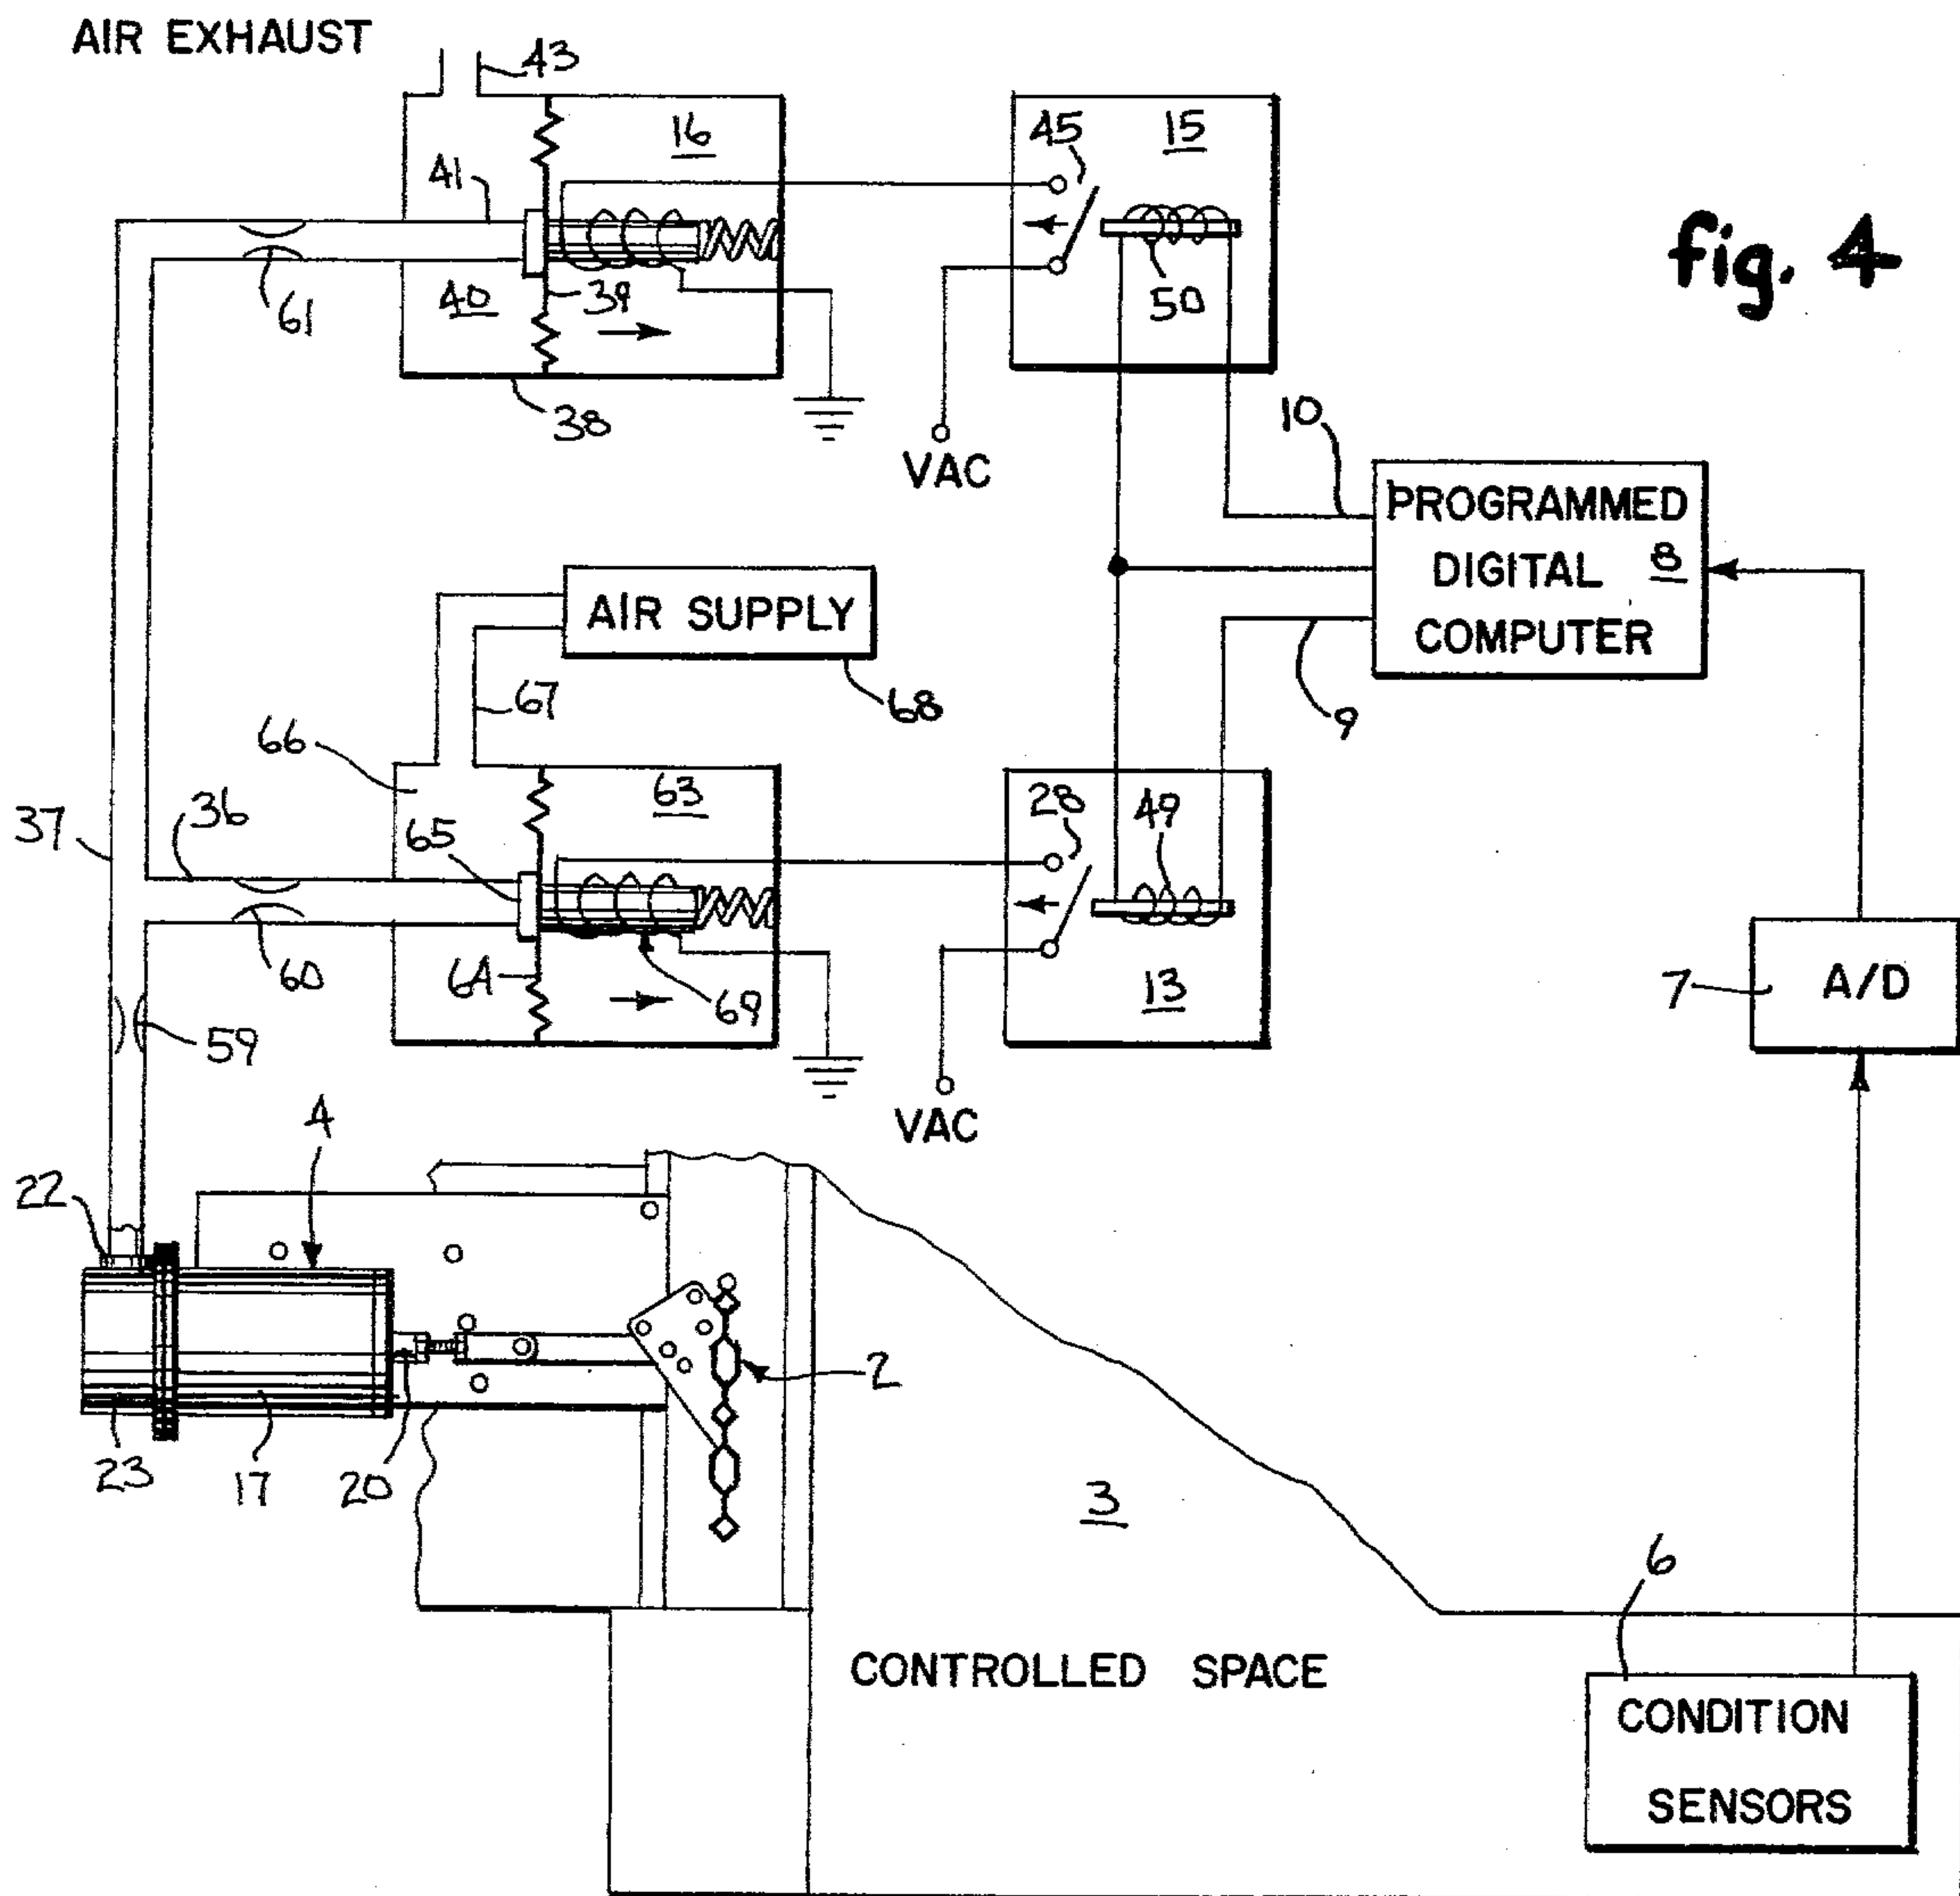 AIR EXHAUST
43
16
45
15
41
fig. 4
40
39
50
61
38
10
VAC
PROGRAMMED
DIGITAL 8
COMPUTER
AIR SUPPLY
67
68
9
66
63
28
49
37
36
65
60
64
69
13
7
A/D
59
4
VAC
22
2
23
17
20
3
6
CONTROLLED SPACE
CONDITION
SENSORS